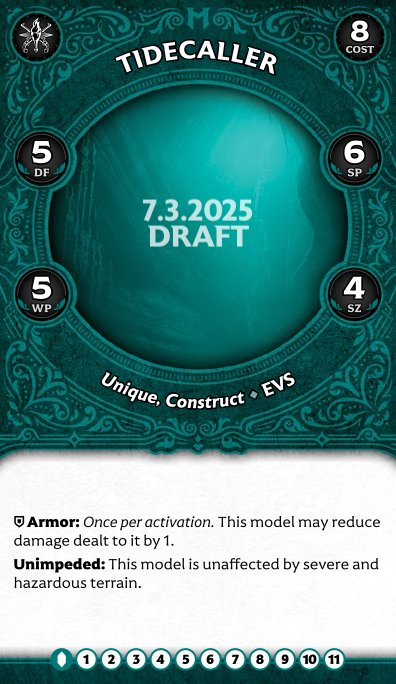 TIDECALLER
8
COST
5
DF
6
SP
7.3.2025
DRAFT
5
WP
4
SZ
Unique, Construct ⬥ EVS
Armor: Once per activation. This model may reduce
damage dealt to it by 1.
Unimpeded: This model is unaffected by severe and
hazardous terrain.
1 2 3 4 5 6 7 8 9 10 11